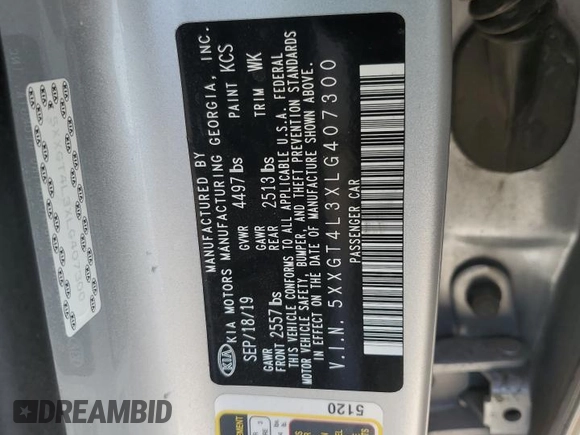 MANUFACTURED BY
KIA MOTORS MANUFACTURING GEORGIA, INC.
SEP/18/19 GVWR 4497 lbs PAINT KCS
GAWR FRONT 2557 lbs GAWR REAR 2513 lbs TRIM WK
THIS VEHICLE CONFORMS TO ALL APPLICABLE U.S.A. FEDERAL
MOTOR VEHICLE SAFETY, BUMPER, AND THEFT PREVENTION STANDARDS
IN EFFECT ON THE DATE OF MANUFACTURE SHOWN ABOVE.
V.I.N. 5XXGT4L3XLG407300
PASSENGER CAR
KIA
5120
DREAMBID